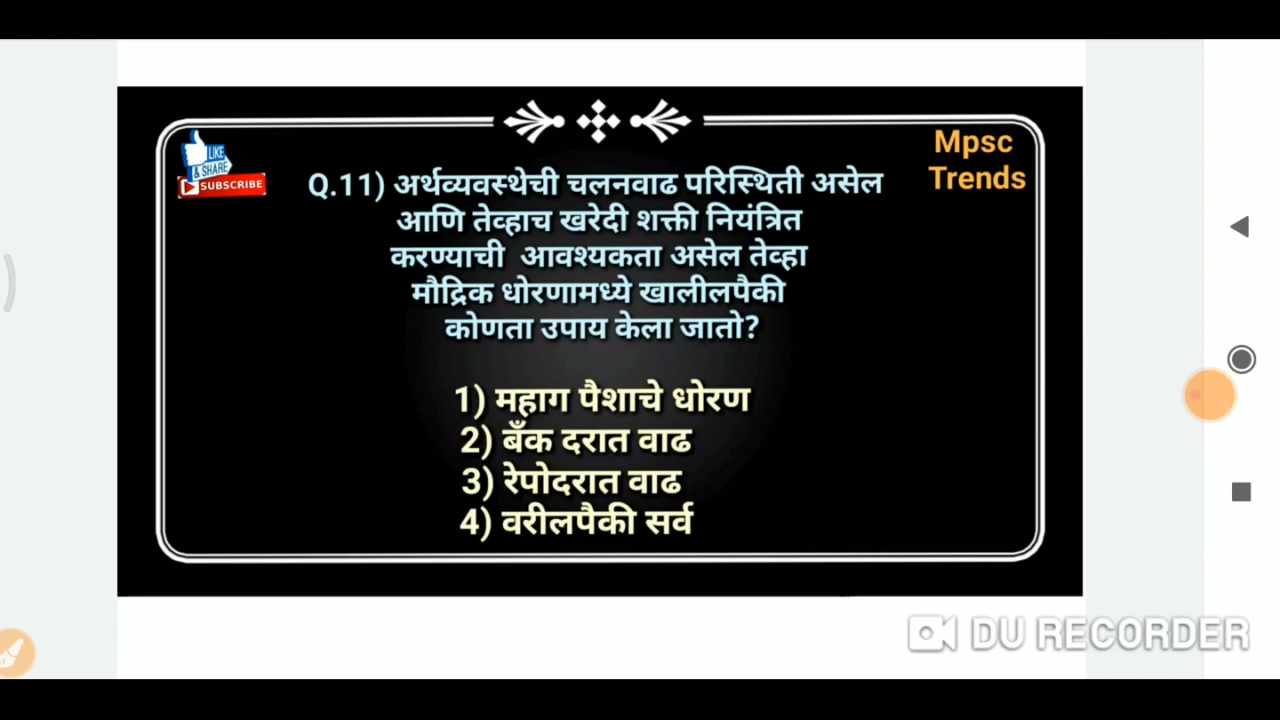 LIKE
& SHARE
SUBSCRIBE
Mpsc
Trends
Q.11) अर्थव्यवस्थेची चलनवाढ परिस्थिती असेल
आणि तेव्हाच खरेदी शक्ती नियंत्रित
करण्याची आवश्यकता असेल तेव्हा
मौद्रिक धोरणामध्ये खालीलपैकी
कोणता उपाय केला जातो?
1) महाग पैशाचे धोरण
2) बँक दरात वाढ
3) रेपोदरात वाढ
4) वरीलपैकी सर्व
DU RECORDER